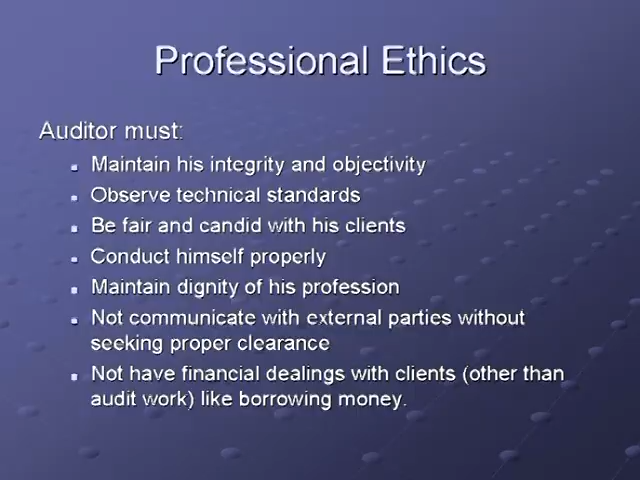 Professional Ethics
Auditor must:
Maintain his integrity and objectivity
Observe technical standards
Be fair and candid with his clients
Conduct himself properly
Maintain dignity of his profession
Not communicate with external parties without
seeking proper clearance
Not have financial dealings with clients (other than
audit work) like borrowing money.